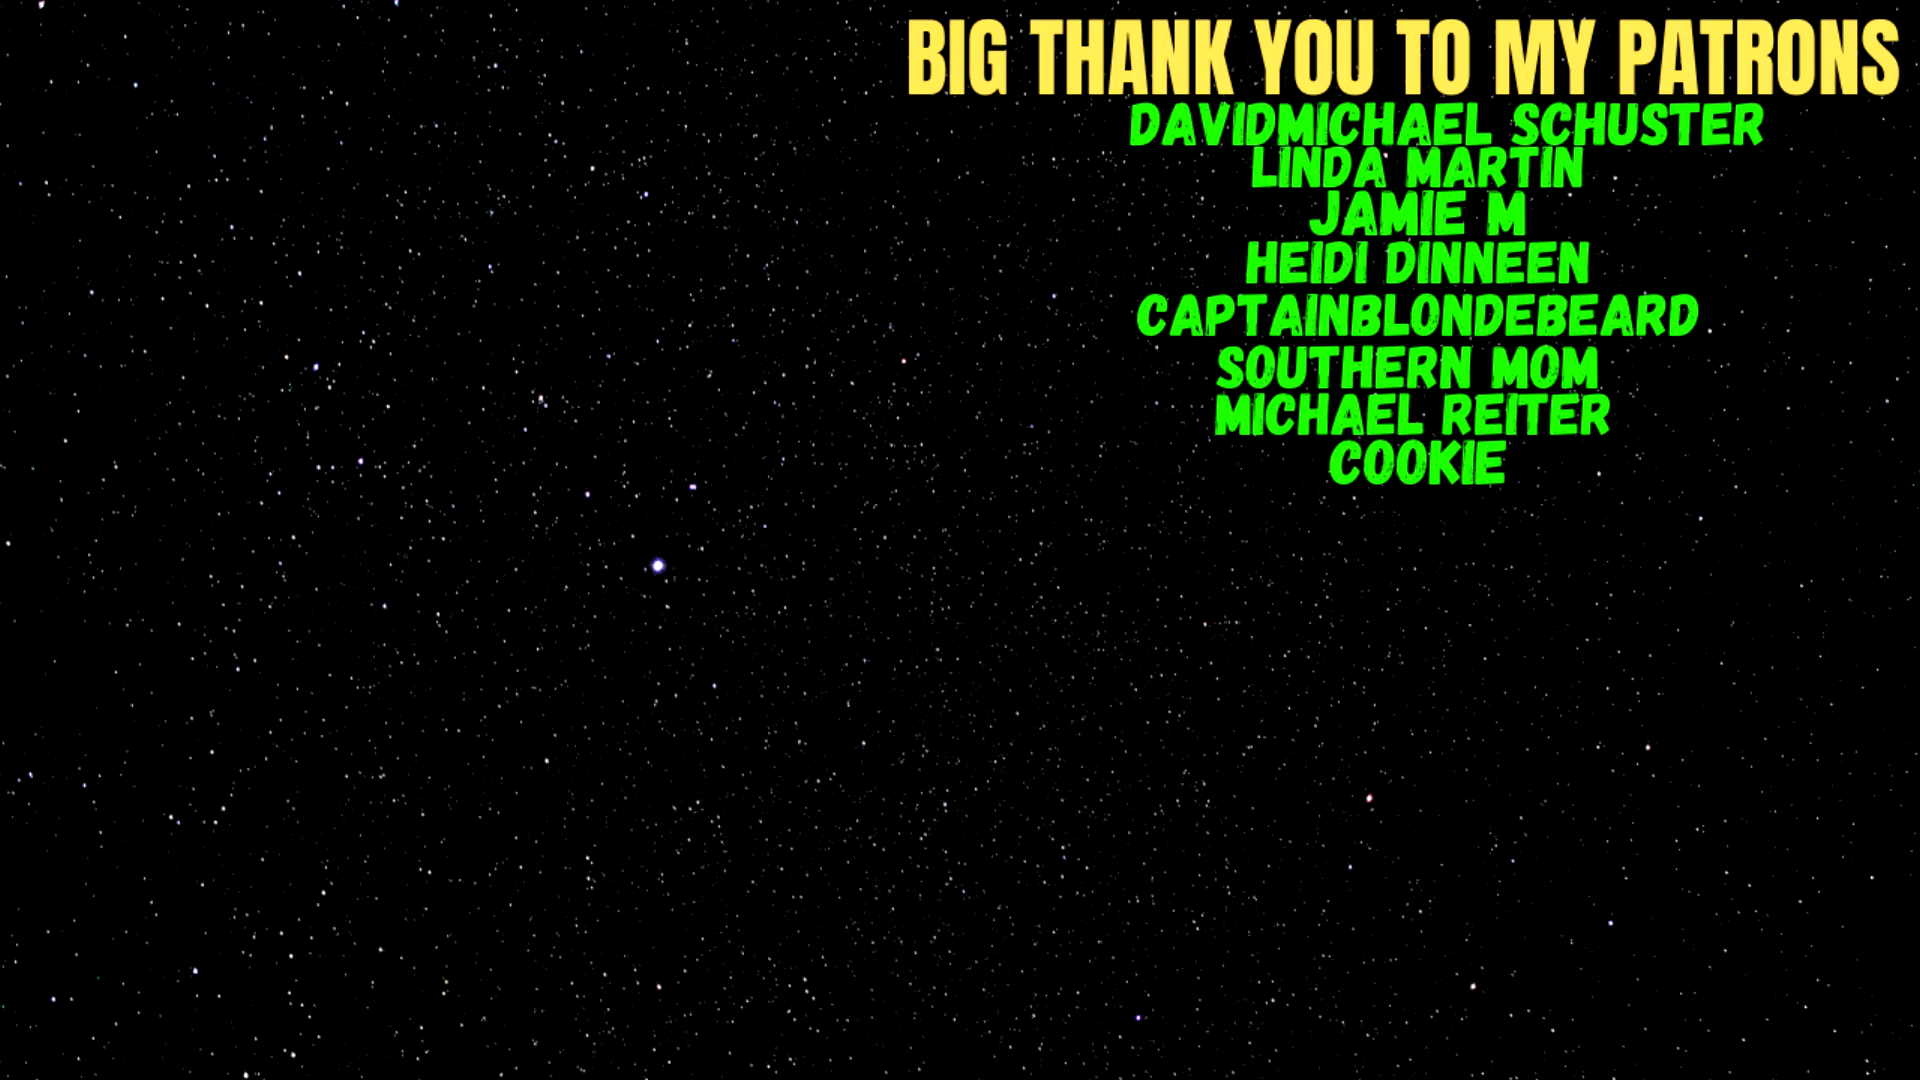 BIG THANK YOU TO MY PATRONS
DAVIDMICHAEL SCHUSTER
LINDA MARTIN
JAMIE M
HEIDI DINNEEN
CAPTAINBLONDEBEARD
SOUTHERN MOM
MICHAEL REITER
COOKIE